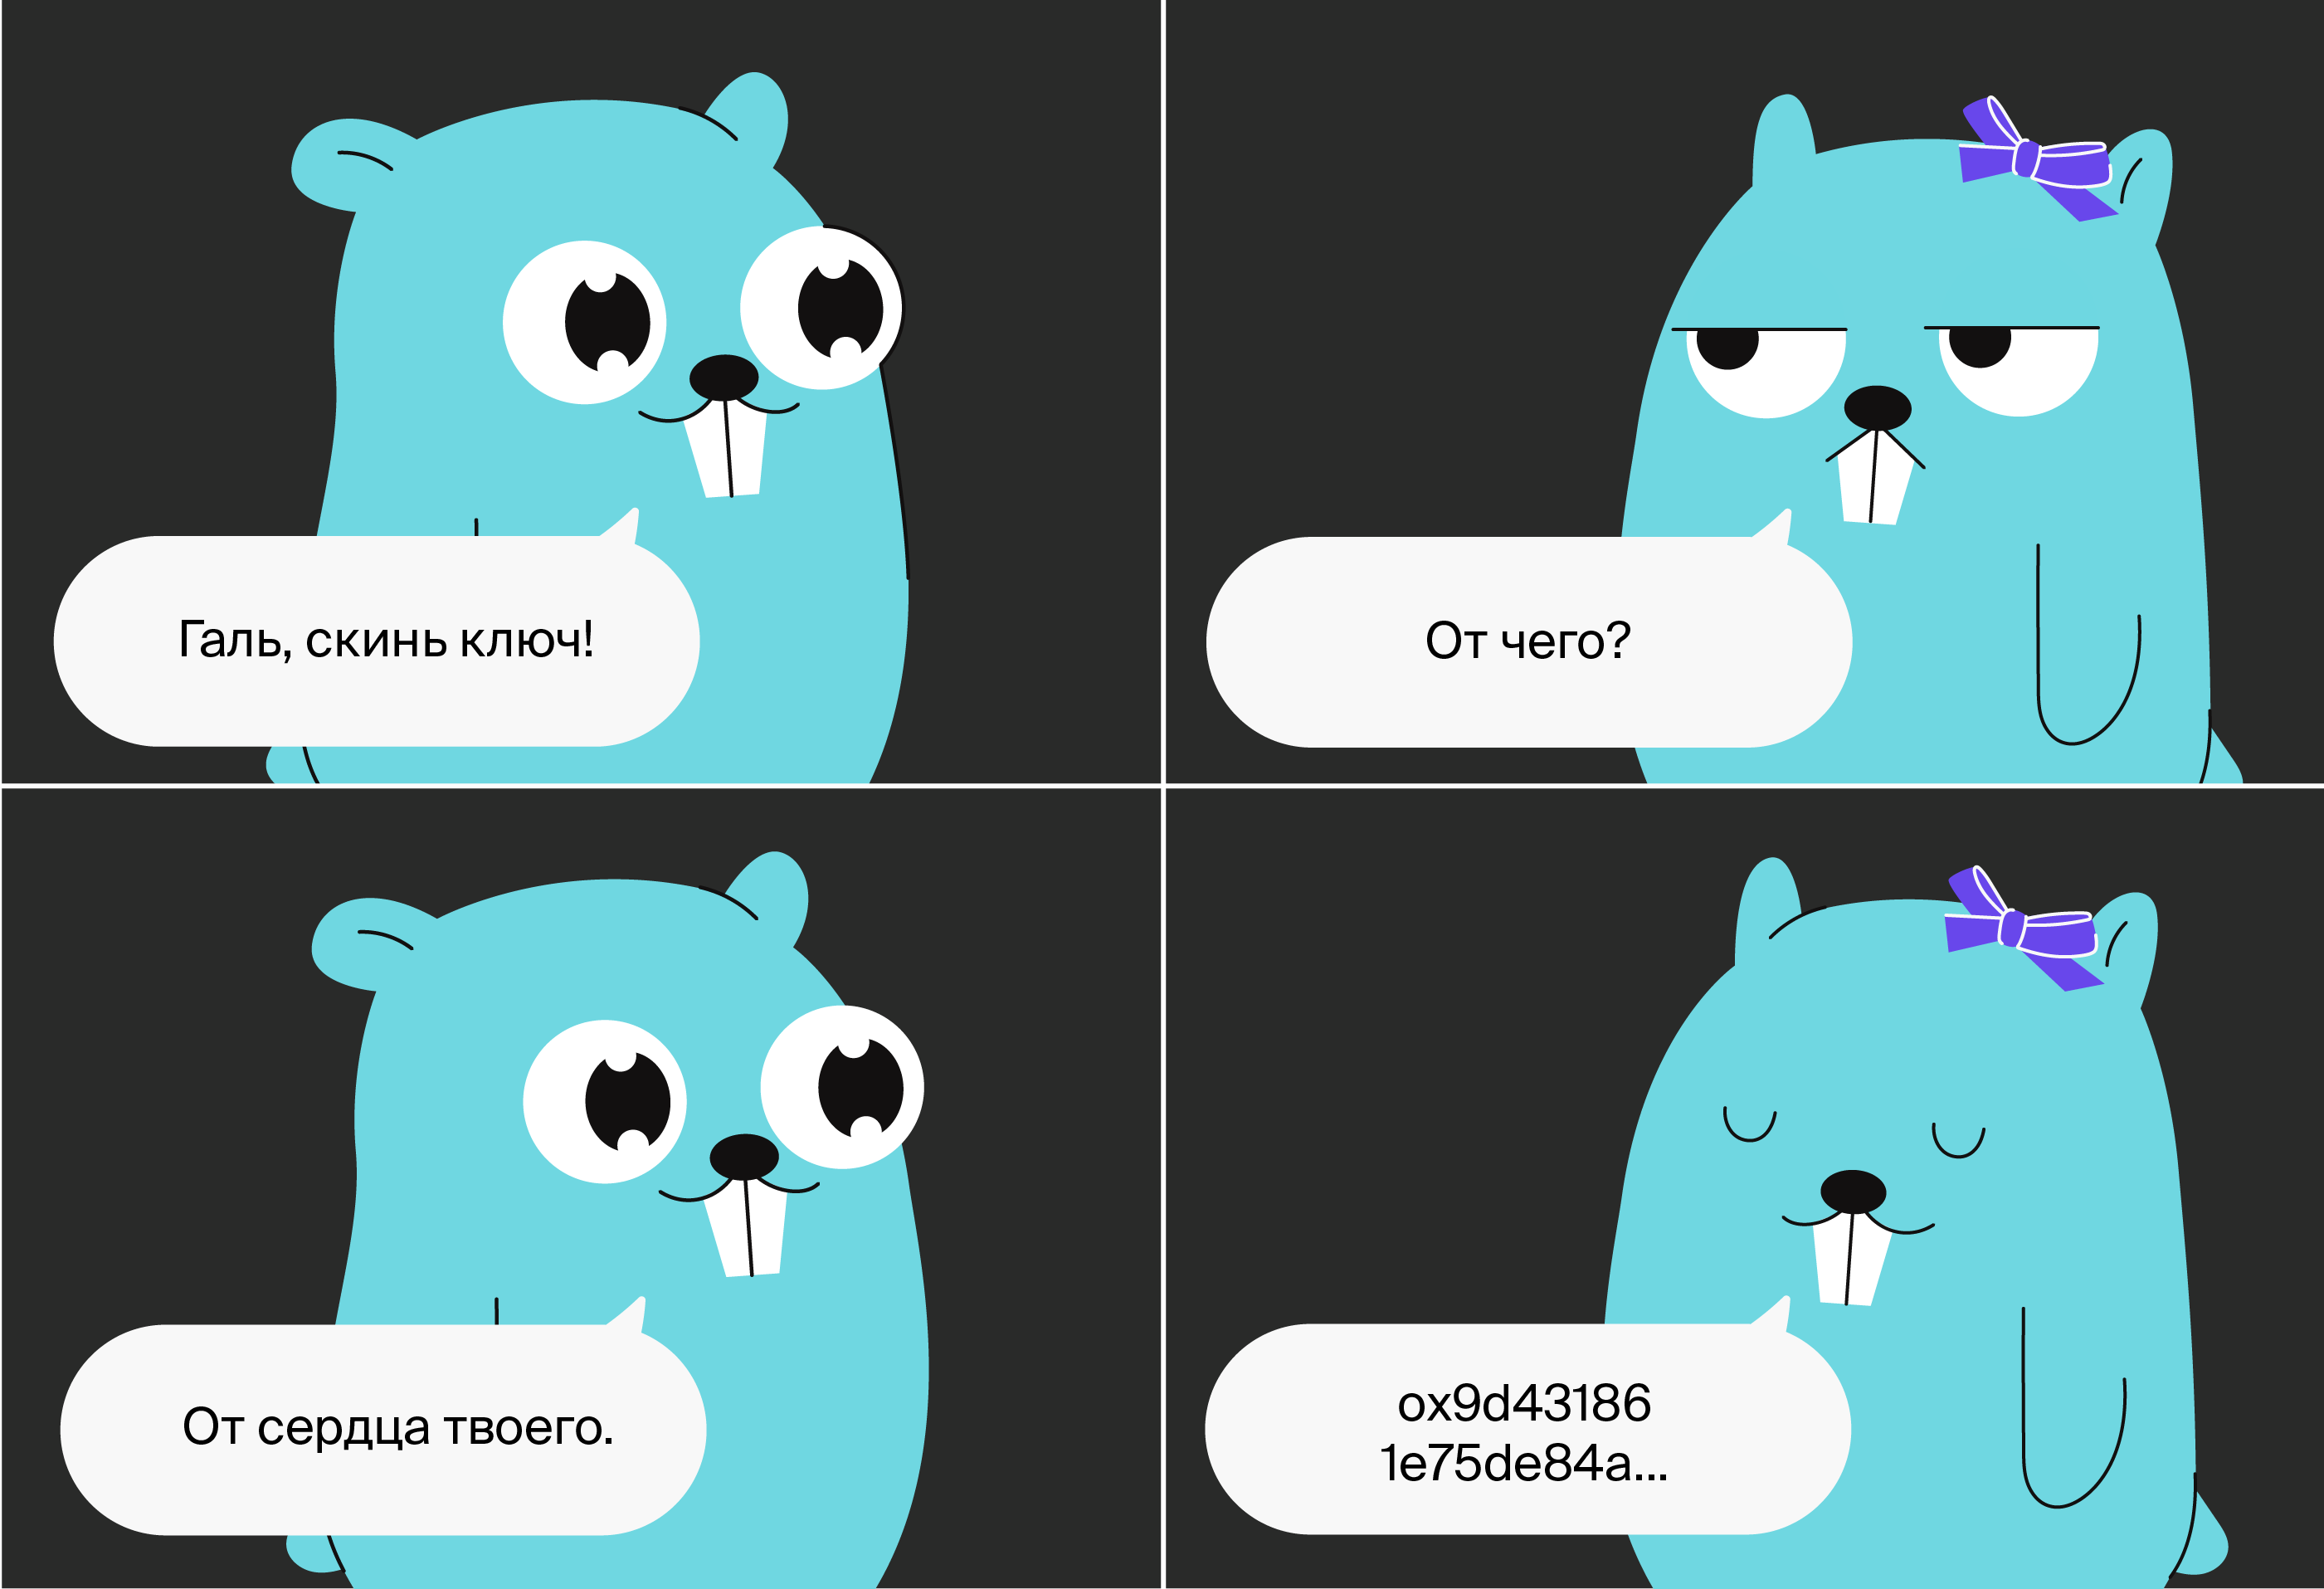 Галь, скинь ключ!
От чего?
От сердца твоего.
ox9d43186
1e75de84a...